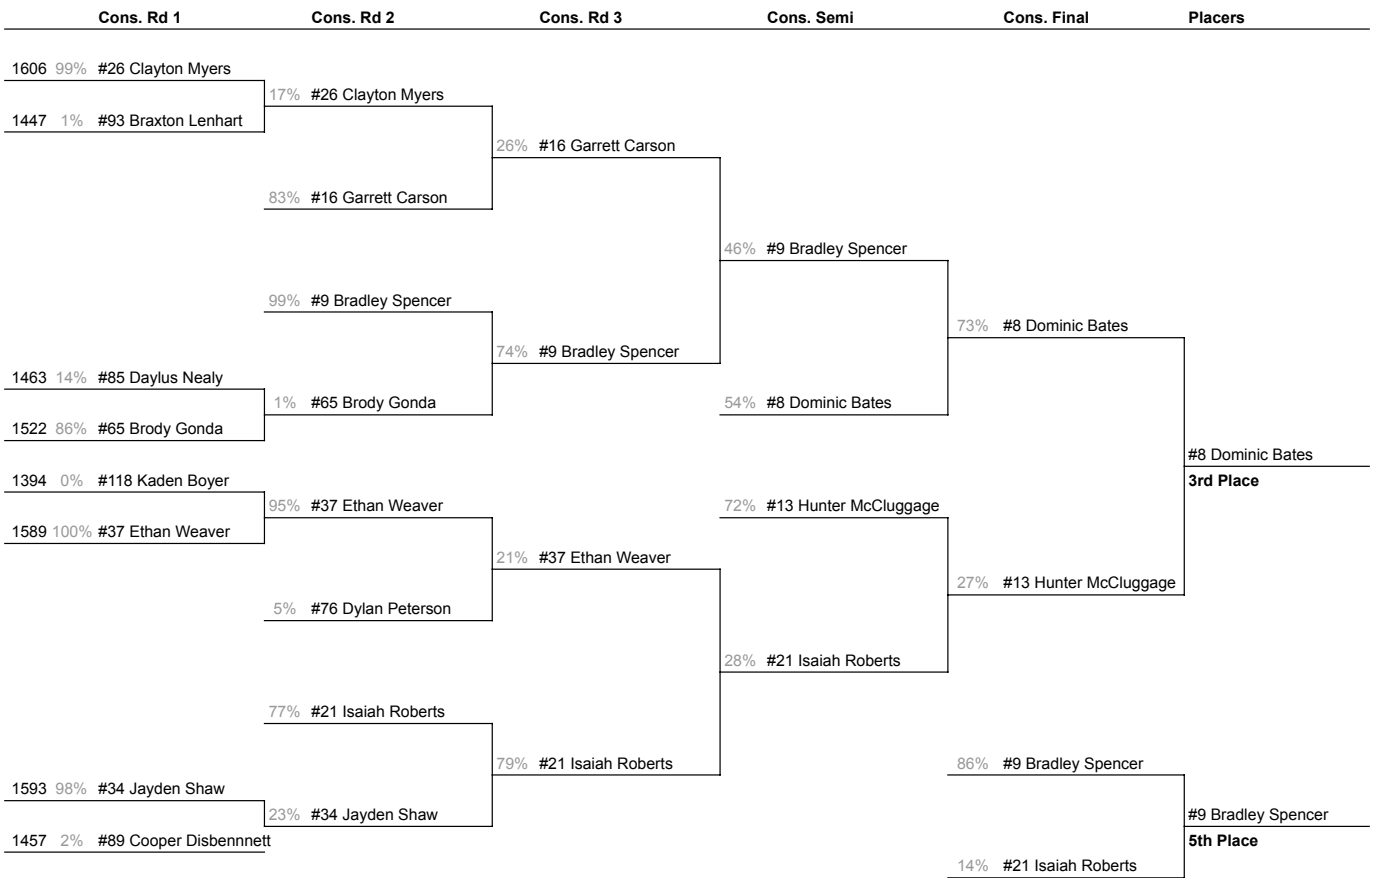 Cons. Rd 1 Cons. Rd 2 Cons. Rd 3 Cons. Semi Cons. Final Placers
1606 99% #26 Clayton Myers
17% #26 Clayton Myers
1447 1% #93 Braxton Lenhart
26% #16 Garrett Carson
83% #16 Garrett Carson
46% #9 Bradley Spencer
99% #9 Bradley Spencer
73% #8 Dominic Bates
74% #9 Bradley Spencer
1463 14% #85 Daylus Nealy
1% #65 Brody Gonda
54% #8 Dominic Bates
1522 86% #65 Brody Gonda
#8 Dominic Bates
1394 0% #118 Kaden Boyer
3rd Place
95% #37 Ethan Weaver
72% #13 Hunter McCluggage
1589 100% #37 Ethan Weaver
21% #37 Ethan Weaver
27% #13 Hunter McCluggage
5% #76 Dylan Peterson
28% #21 Isaiah Roberts
77% #21 Isaiah Roberts
79% #21 Isaiah Roberts
86% #9 Bradley Spencer
1593 98% #34 Jayden Shaw
23% #34 Jayden Shaw
#9 Bradley Spencer
1457 2% #89 Cooper Disbennnett
5th Place
14% #21 Isaiah Roberts